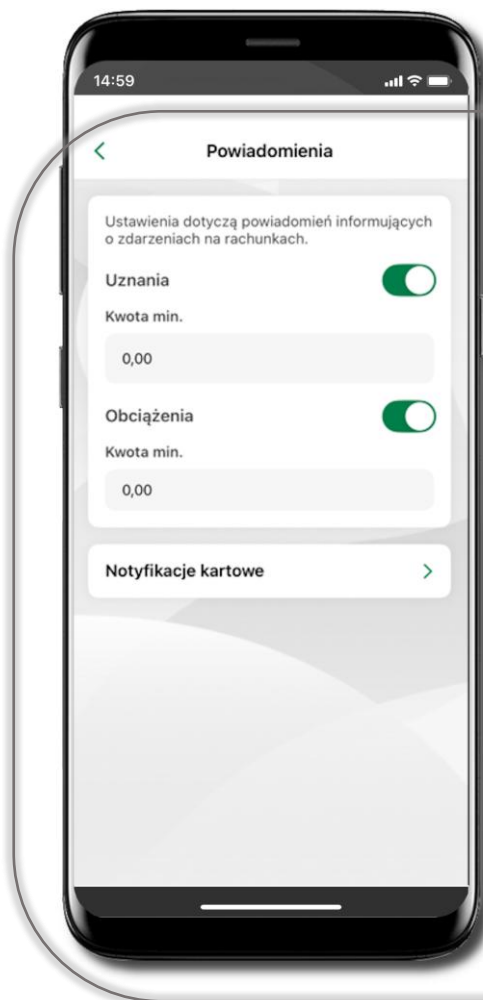 14:59
Powiadomienia
Ustawienia dotyczą powiadomień informujących
o zdarzeniach na rachunkach.
Uznania
Kwota min.
0,00
Obciążenia
Kwota min.
0,00
Notyfikacje kartowe